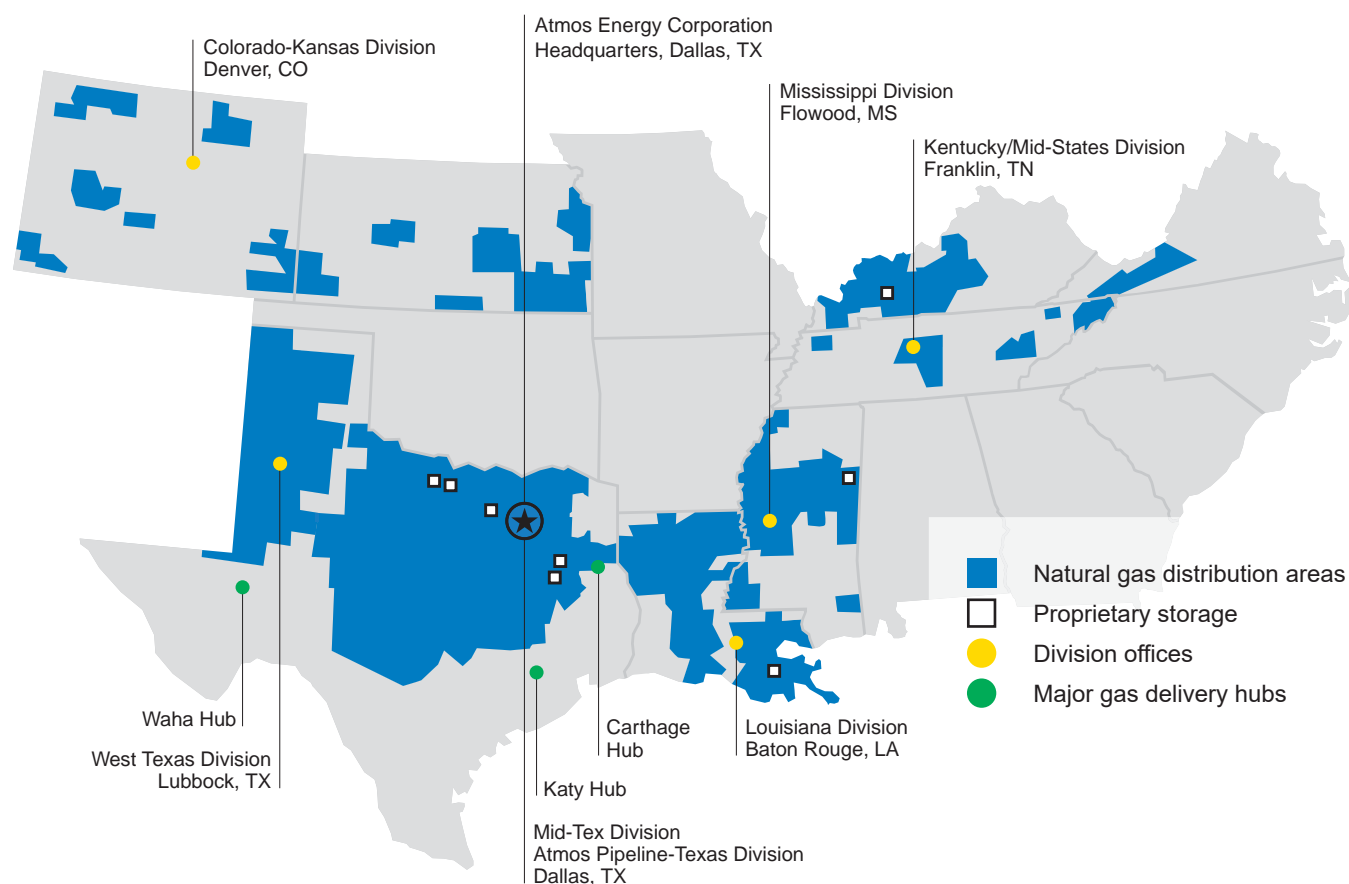 Atmos Energy Corporation
Headquarters, Dallas, TX
Colorado-Kansas Division
Denver, CO
Mississippi Division
Flowood, MS
Kentucky/Mid-States Division
Franklin, TN
Natural gas distribution areas
Proprietary storage
Division offices
Major gas delivery hubs
Waha Hub
West Texas Division
Lubbock, TX
Carthage
Hub
Louisiana Division
Baton Rouge, LA
Katy Hub
Mid-Tex Division
Atmos Pipeline-Texas Division
Dallas, TX